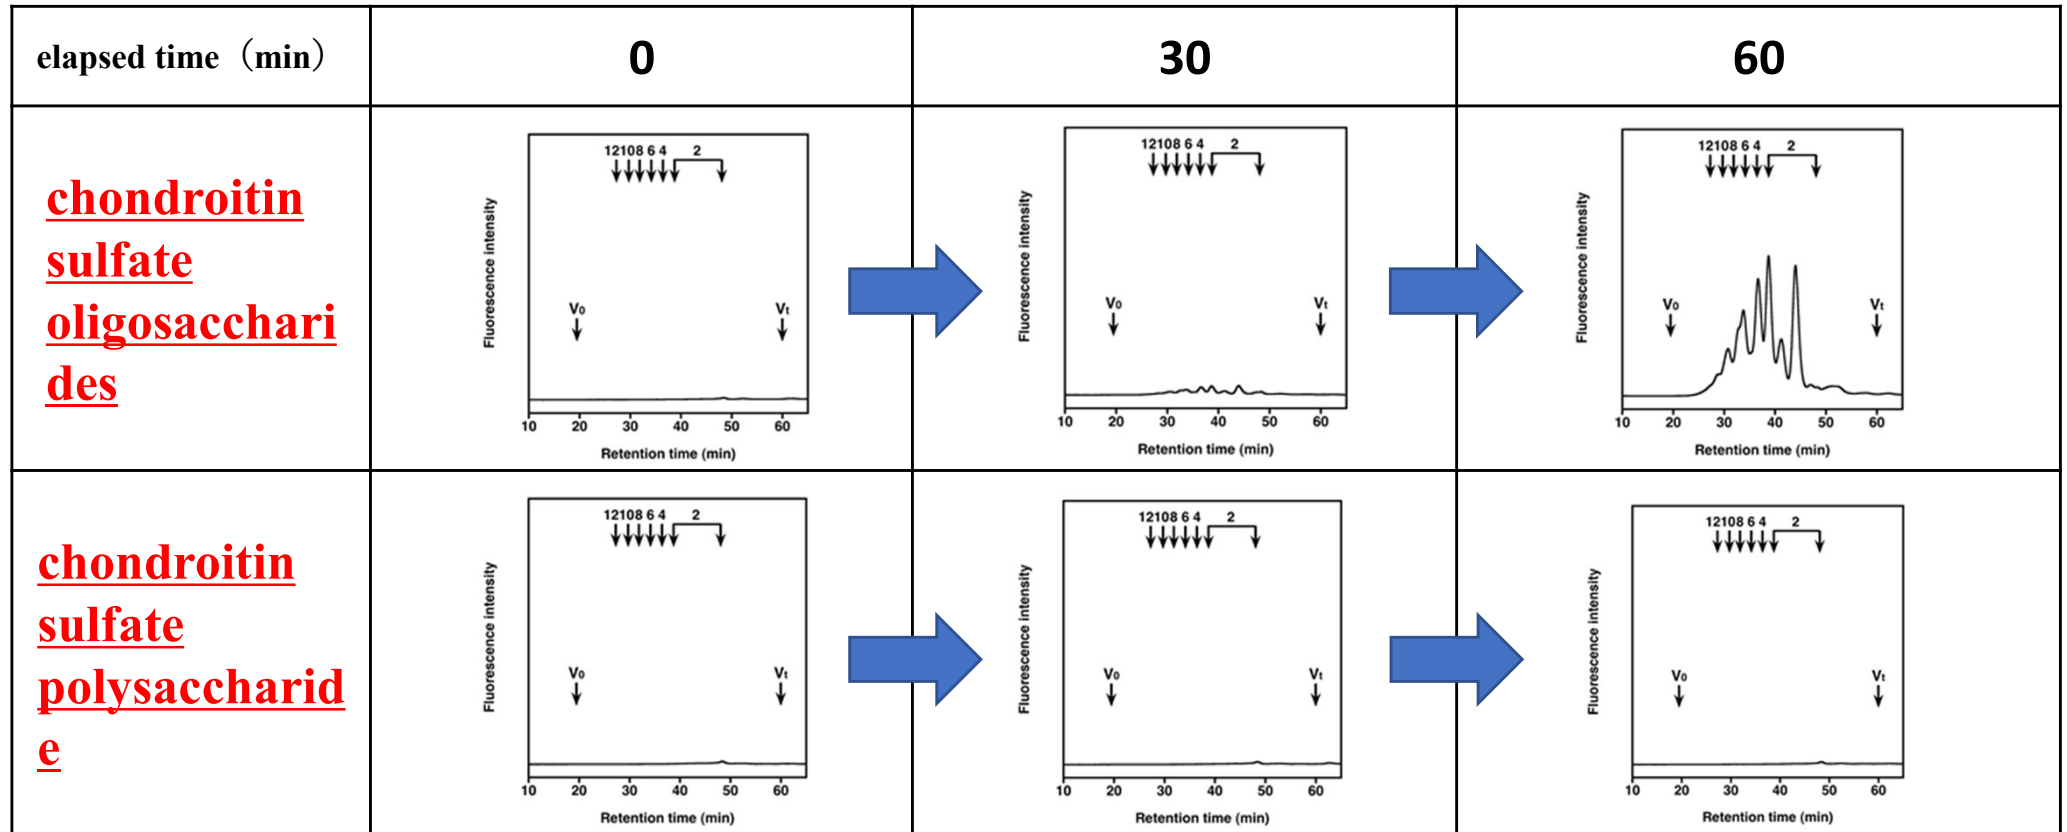 elapsed time（min） 0 30 60
chondroitin
sulfate
oligosacchari
des
12108 6 4 2
Fluorescence intensity
V0 Vt
10 20 30 40 50 60
Retention time (min)
12108 6 4 2
Fluorescence intensity
V0 Vt
10 20 30 40 50 60
Retention time (min)
12108 6 4 2
Fluorescence intensity
V0 Vt
10 20 30 40 50 60
Retention time (min)
chondroitin
sulfate
polysaccharid
e
12108 6 4 2
Fluorescence intensity
V0 Vt
10 20 30 40 50 60
Retention time (min)
12108 6 4 2
Fluorescence intensity
V0 Vt
10 20 30 40 50 60
Retention time (min)
12108 6 4 2
Fluorescence intensity
V0 Vt
10 20 30 40 50 60
Retention time (min)